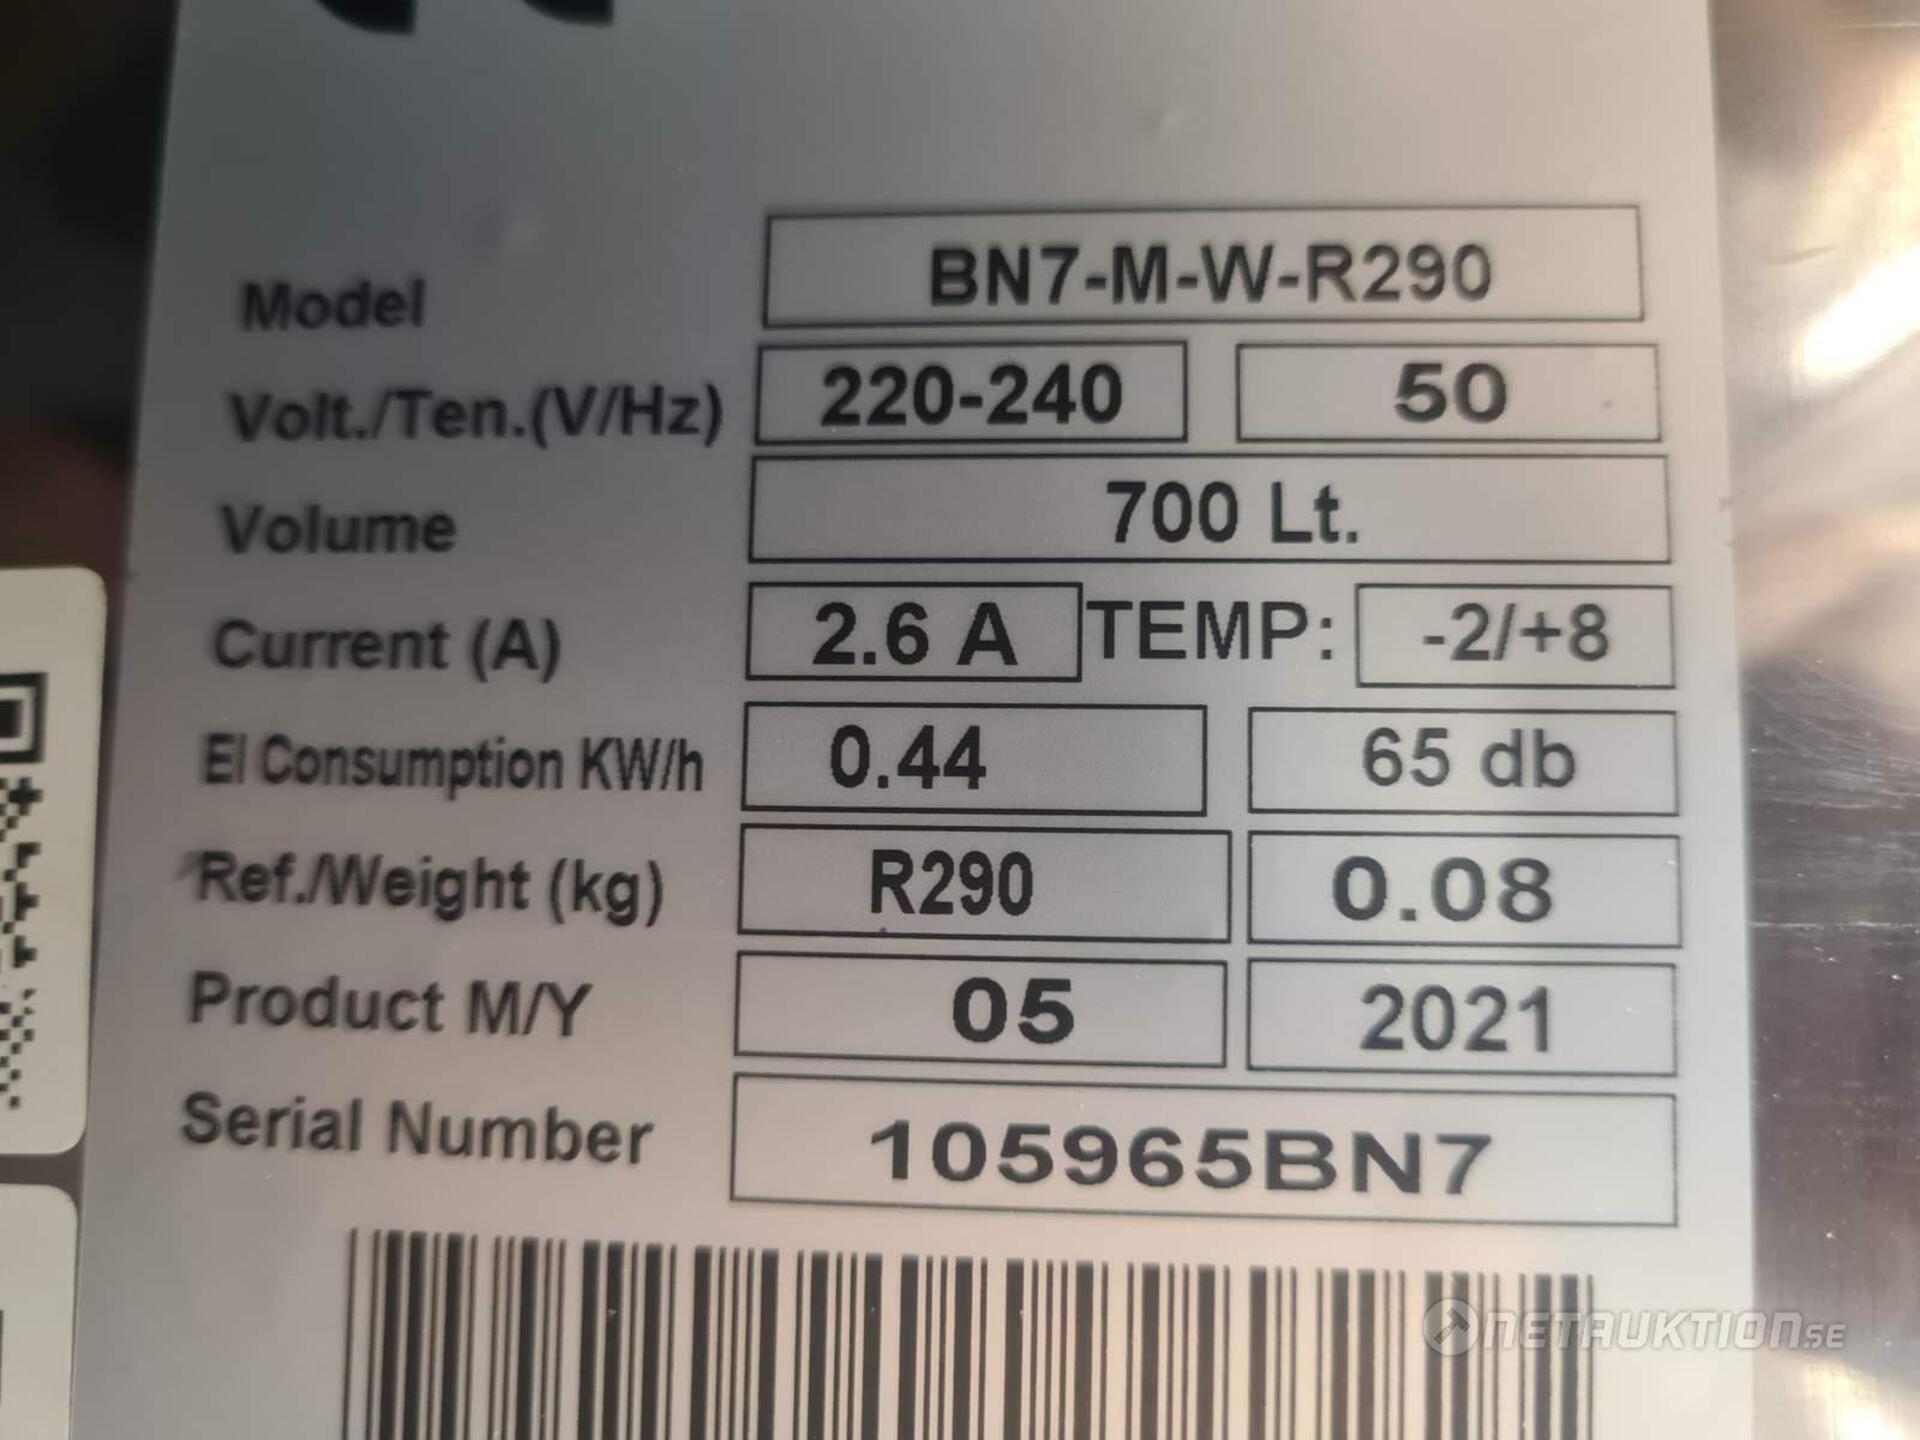 Model BN7-M-W-R290
Volt./Ten.(V/Hz) 220-240 50
Volume 700 Lt.
Current (A) 2.6 A TEMP: -2/+8
El Consumption KW/h 0.44 65 db
Ref./Weight (kg) R290 0.08
Product M/Y 05 2021
Serial Number 105965BN7
NETAUKTION.SE